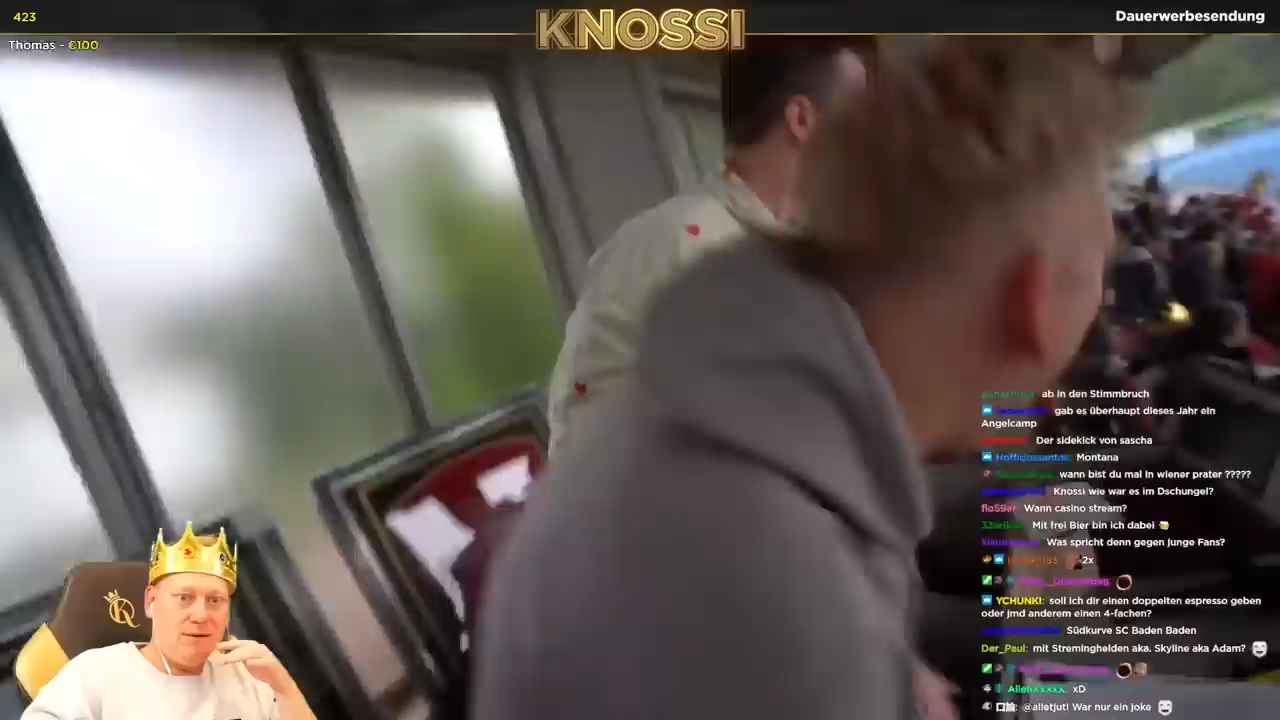 423
KNOSSI
Dauerwerbesendung
Thomas - €100
ab in den Stimmbruch
gab es überhaupt dieses Jahr ein
Angelcamp
Der sidekick von sascha
Montana
wann bist du mal in wiener prater ?????
Knossi wie war es im Dschungel?
flo59er Wann casino stream?
Mit frei Bier bin ich dabei
Was spricht denn gegen junge Fans?
2x
YCHUNK!: soll ich dir einen doppelten espresso geben
oder jmd anderem einen 4-fachen?
Südkurve SC Baden Baden
Der_Paul: mit Streminghelden aka. Skyline aka Adam?
xD
@alletjuti War nur ein joke